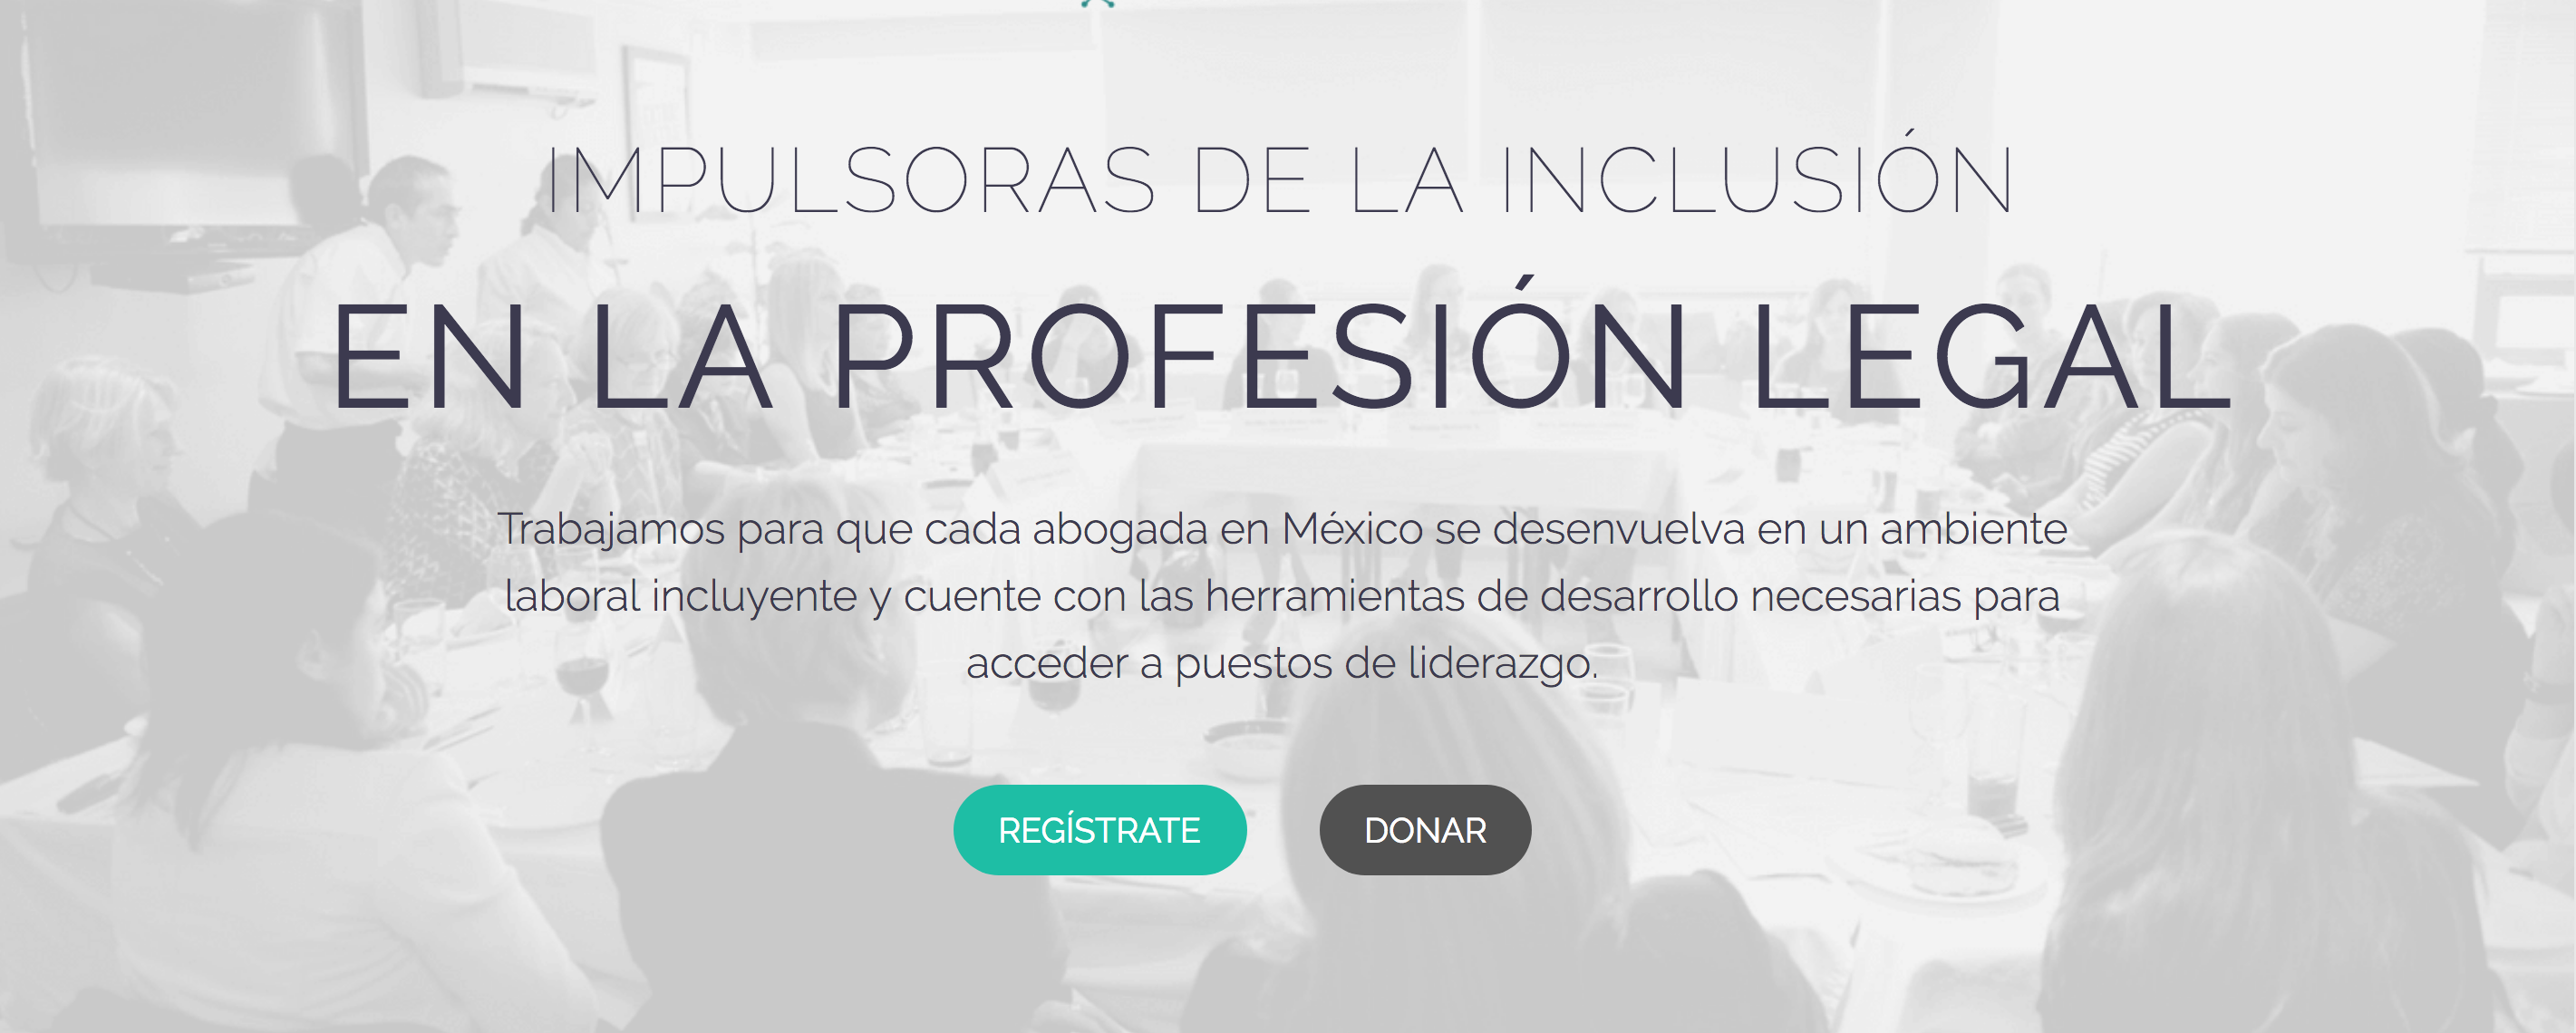 IMPULSORAS DE LA INCLUSIÓN
EN LA PROFESIÓN LEGAL
Trabajamos para que cada abogada en México se desenvuelva en un ambiente
laboral incluyente y cuente con las herramientas de desarrollo necesarias para
acceder a puestos de liderazgo.
REGÍSTRATE
DONAR